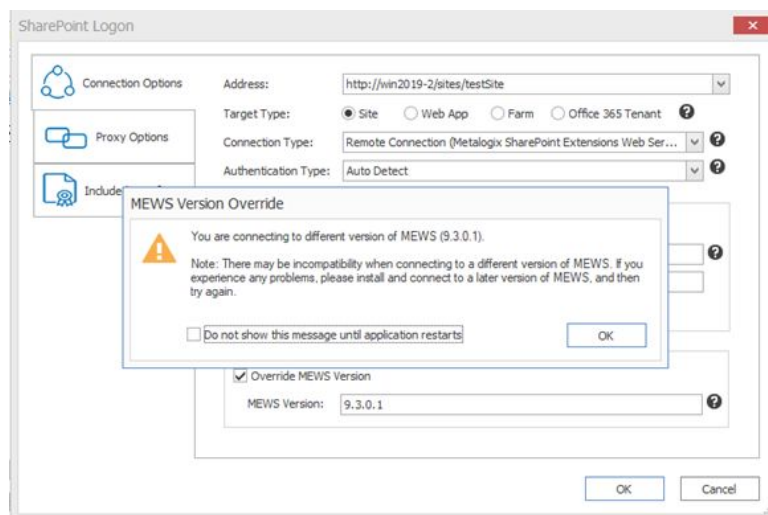 SharePoint Logon
Connection Options
Address: http://win2019-2/sites/testSite
Target Type: Site Web App Farm Office 365 Tenant
Proxy Options
Connection Type: Remote Connection (Metalogix SharePoint Extensions Web Ser...
Authentication Type: Auto Detect
Include
MEWS Version Override
You are connecting to different version of MEWS (9.3.0.1).
Note: There may be incompatibility when connecting to a different version of MEWS. If you
experience any problems, please install and connect to a later version of MEWS, and then
try again.
Do not show this message until application restarts OK
Override MEWS Version
MEWS Version: 9.3.0.1
OK Cancel